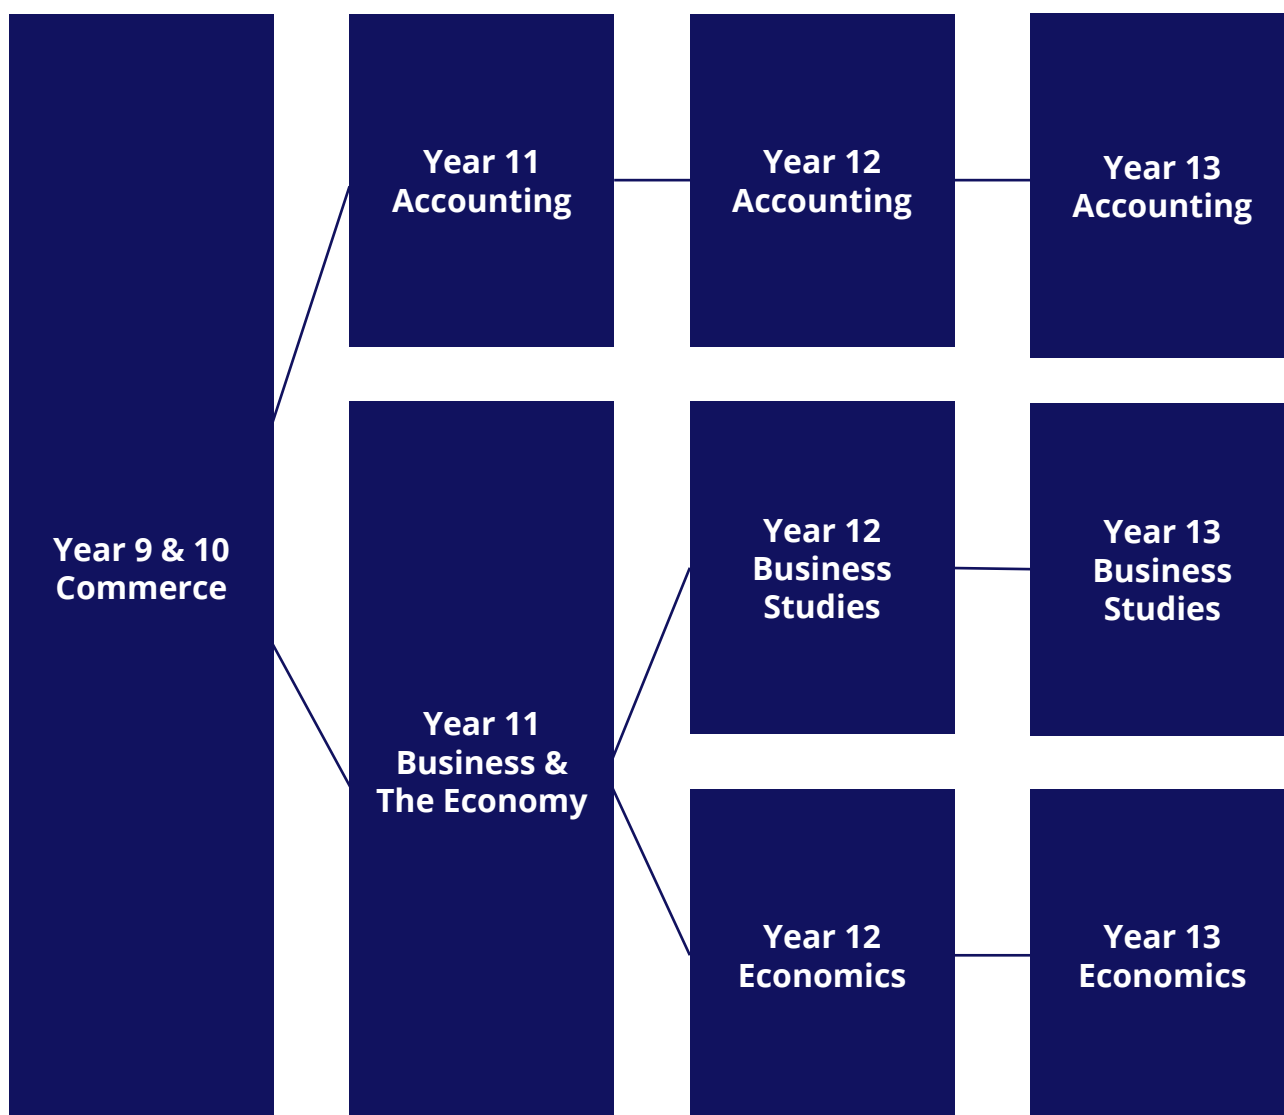 Year 9 & 10
Commerce
Year 11
Accounting
Year 11
Business &
The Economy
Year 12
Accounting
Year 12
Business
Studies
Year 12
Economics
Year 13
Accounting
Year 13
Business
Studies
Year 13
Economics